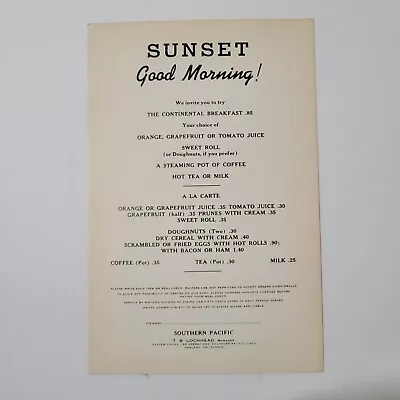 SUNSET
Good Morning!
We invite you to try
THE CONTINENTAL BREAKFAST .85
Your choice of
ORANGE, GRAPEFRUIT OR TOMATO JUICE
SWEET ROLL
(or Doughnuts, if you prefer)
A STEAMING POT OF COFFEE
HOT TEA OR MILK
A LA CARTE
ORANGE OR GRAPEFRUIT JUICE .35 TOMATO JUICE .30
GRAPEFRUIT (half) .35 PRUNES WITH CREAM .35
SWEET ROLL .35
DOUGHNUTS (Two) .30
DRY CEREAL WITH CREAM .40
SCRAMBLED OR FRIED EGGS WITH HOT ROLLS .90;
WITH BACON OR HAM 1.40
COFFEE (Pot) .35 TEA (Pot) .30 MILK .25
SOUTHERN PACIFIC
T. B. LOCHHEAD MANAGER